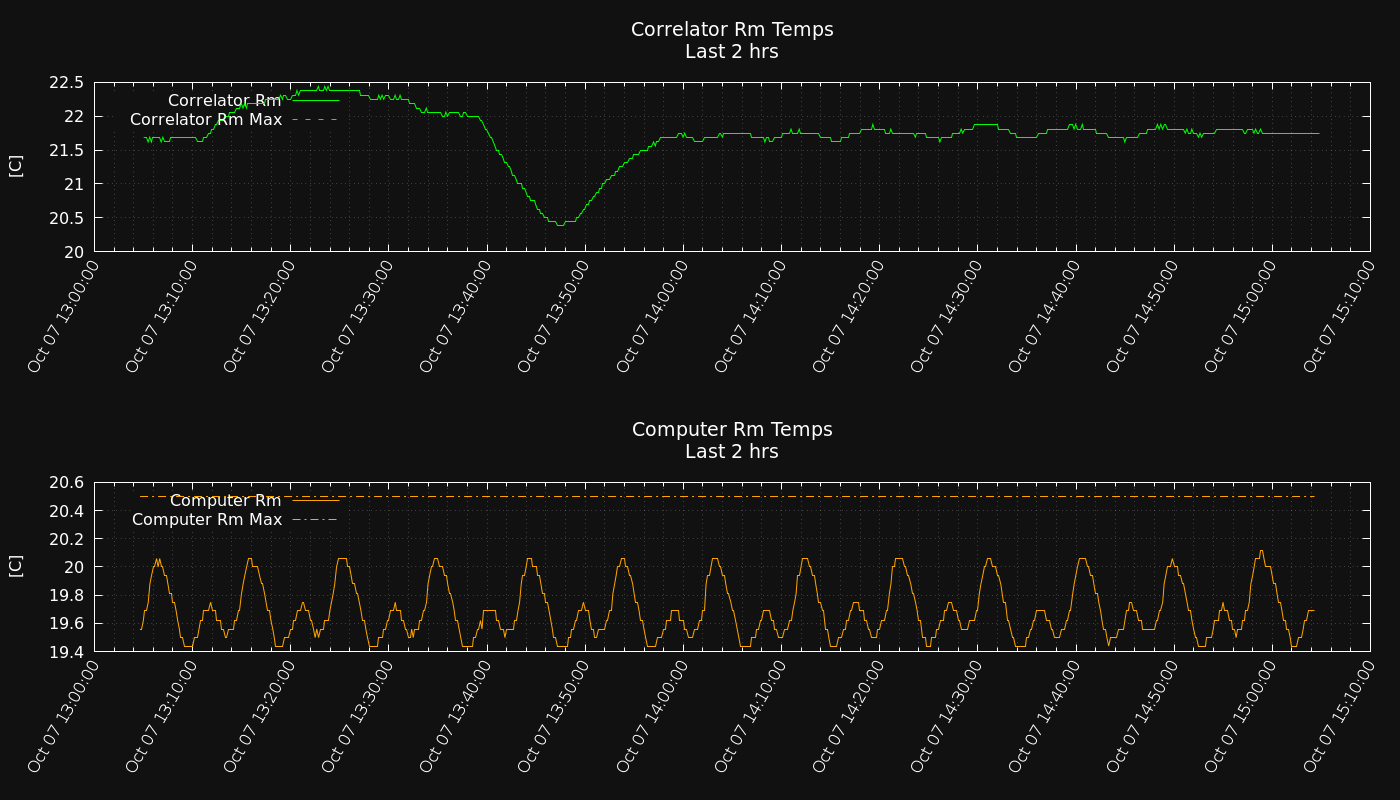 Correlator Rm Temps
Last 2 hrs
22.5
22
21.5
21
20.5
20
[C]
Correlator Rm
Correlator Rm Max
Oct 07 13:00:00
Oct 07 13:10:00
Oct 07 13:20:00
Oct 07 13:30:00
Oct 07 13:40:00
Oct 07 13:50:00
Oct 07 14:00:00
Oct 07 14:10:00
Oct 07 14:20:00
Oct 07 14:30:00
Oct 07 14:40:00
Oct 07 14:50:00
Oct 07 15:00:00
Oct 07 15:10:00
Computer Rm Temps
Last 2 hrs
20.6
20.4
20.2
20
19.8
19.6
19.4
[C]
Computer Rm
Computer Rm Max
Oct 07 13:00:00
Oct 07 13:10:00
Oct 07 13:20:00
Oct 07 13:30:00
Oct 07 13:40:00
Oct 07 13:50:00
Oct 07 14:00:00
Oct 07 14:10:00
Oct 07 14:20:00
Oct 07 14:30:00
Oct 07 14:40:00
Oct 07 14:50:00
Oct 07 15:00:00
Oct 07 15:10:00